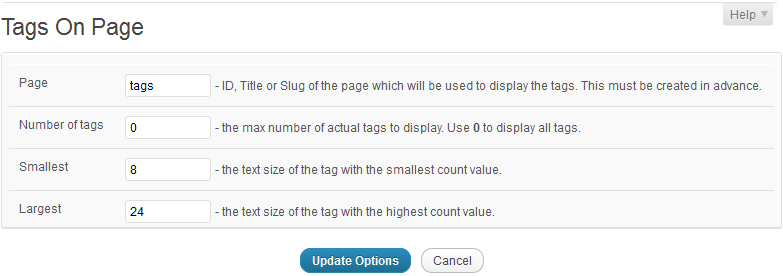 Help
Tags On Page
Page tags - ID, Title or Slug of the page which will be used to display the tags. This must be created in advance.
Number of tags 0 - the max number of actual tags to display. Use 0 to display all tags.
Smallest 8 - the text size of the tag with the smallest count value.
Largest 24 - the text size of the tag with the highest count value.
Update Options Cancel